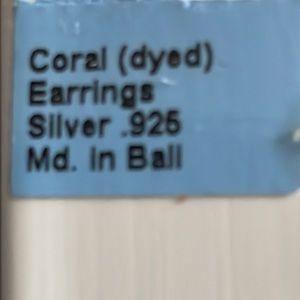 Coral (dyed)
Earrings
Silver .925
Md. In Bali